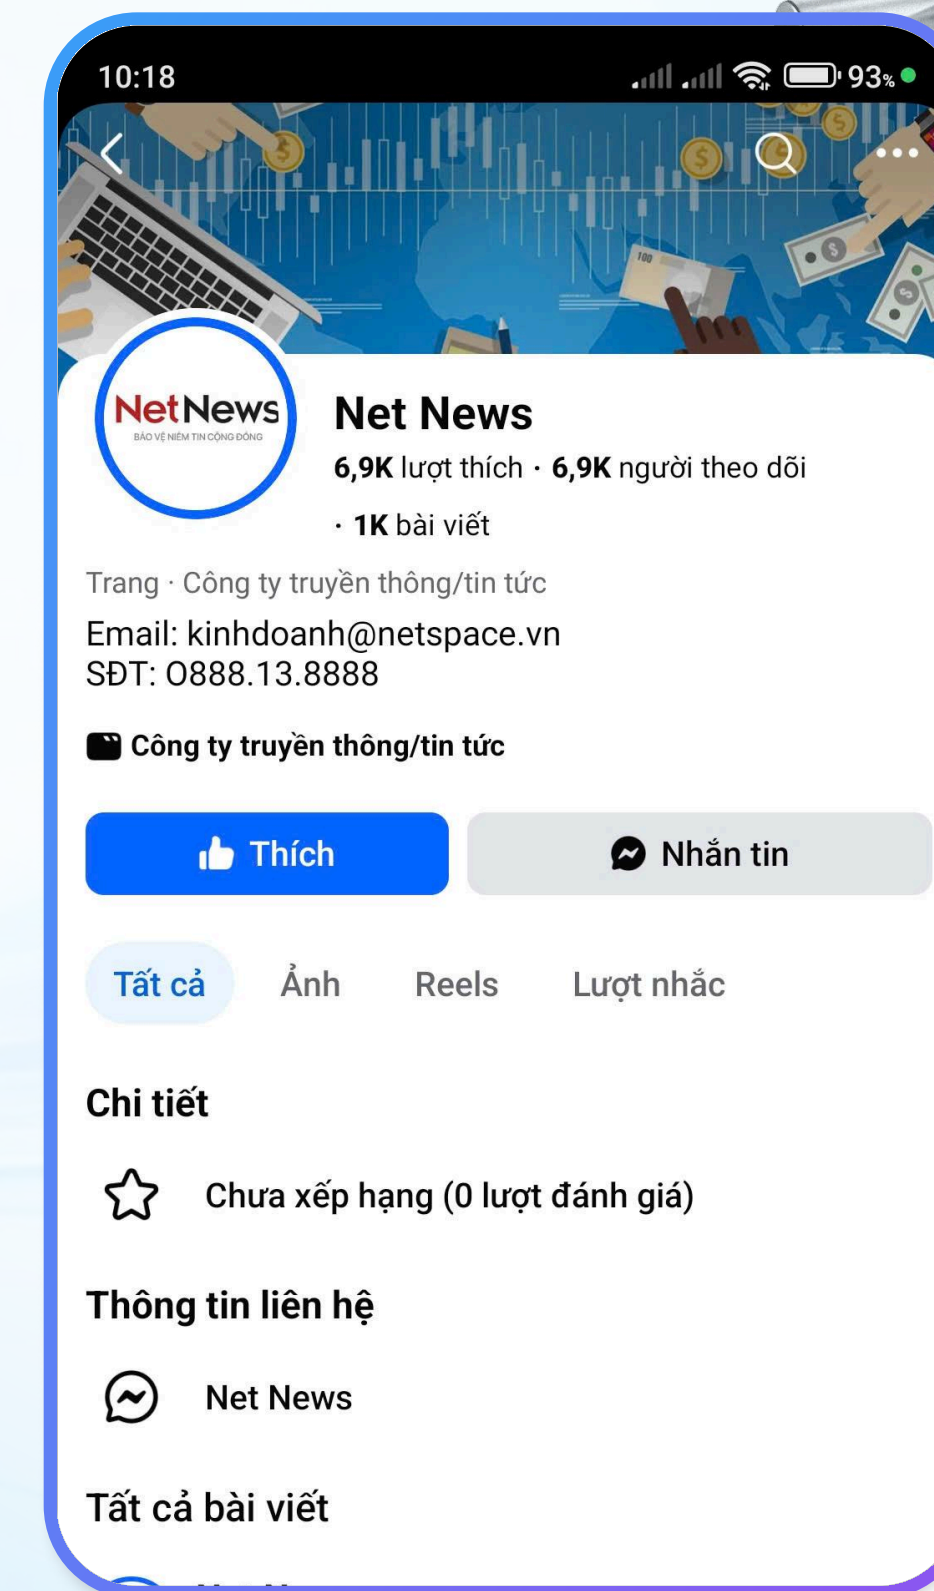 10:18
93%
100
NetNews
BẢO VỆ NIỀM TIN CỘNG ĐỒNG
Net News
6,9K lượt thích · 6,9K người theo dõi
· 1K bài viết
Trang · Công ty truyền thông/tin tức
Email: kinhdoanh@netspace.vn
SĐT: O888.13.8888
Công ty truyền thông/tin tức
Thích
Nhắn tin
Tất cả
Ảnh
Reels
Lượt nhắc
Chi tiết
Chưa xếp hạng (0 lượt đánh giá)
Thông tin liên hệ
Net News
Tất cả bài viết